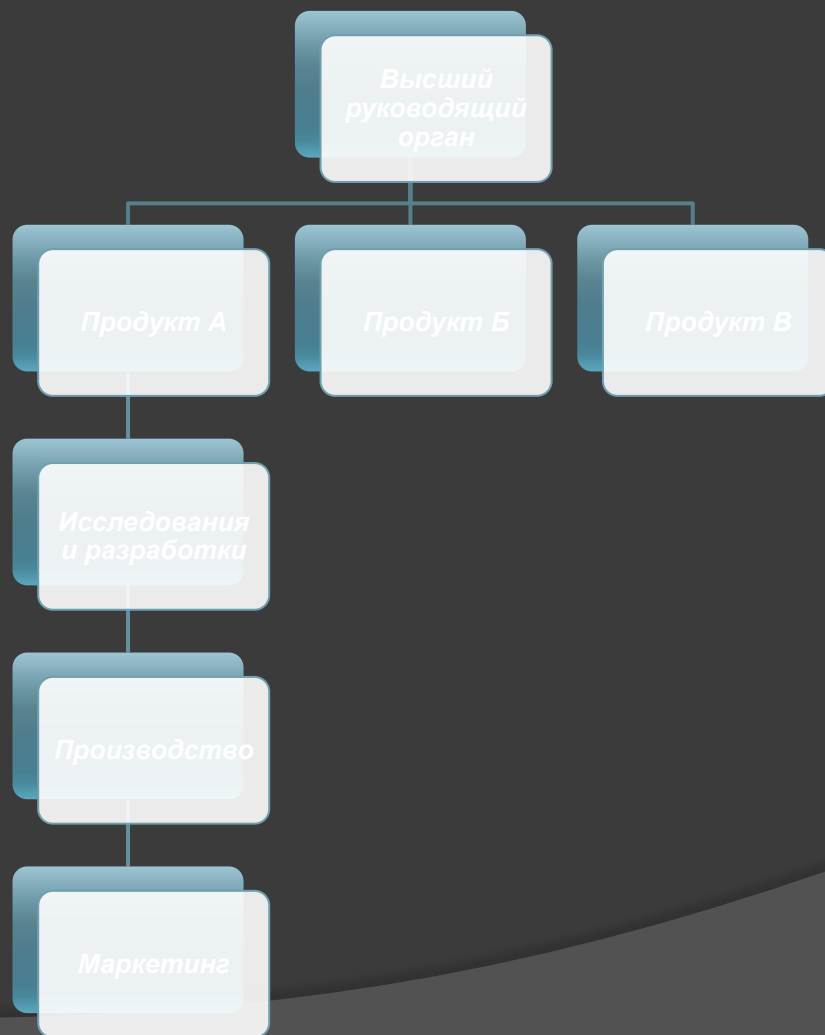 Высший
руководящий
орган
Продукт А
Продукт Б
Продукт В
Исследования
и разработки
Производство
Маркетинг